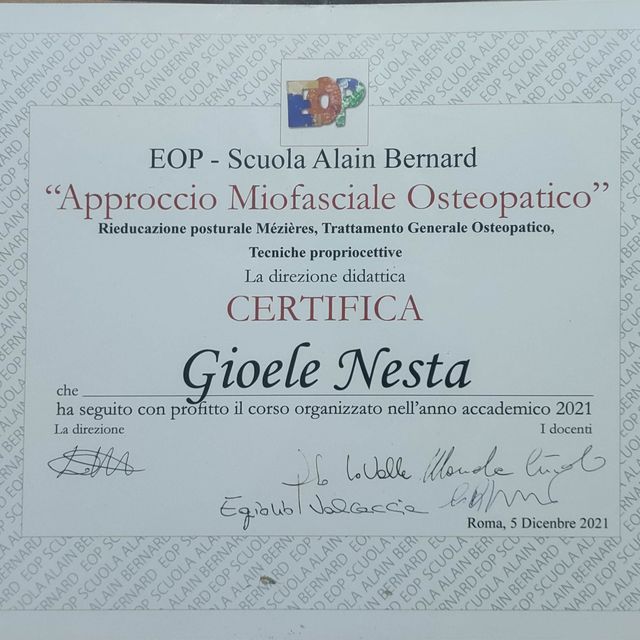 EOP
EOP - Scuola Alain Bernard
“Approccio Miofasciale Osteopatico”
Rieducazione posturale Mézières, Trattamento Generale Osteopatico,
Tecniche propriocettive
La direzione didattica
CERTIFICA
che Gioele Nesta
ha seguito con profitto il corso organizzato nell'anno accademico 2021
La direzione I docenti
Roma, 5 Dicenbre 2021